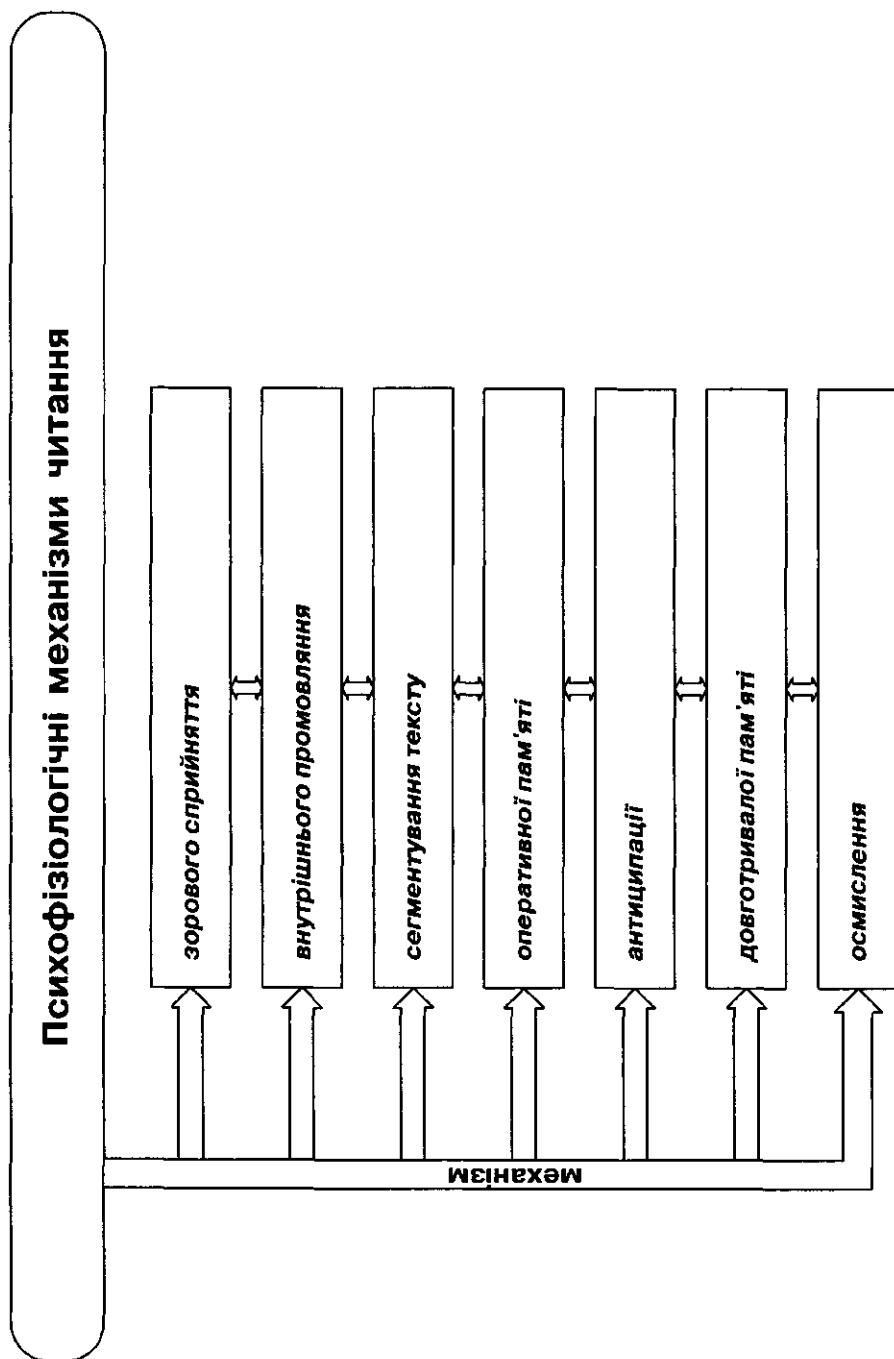 Психофізіологічні механізми читання
механізм
зорового сприйняття
внутрішнього промовляння
сегментування тексту
оперативної пам'яті
антиципації
довготривалої пам'яті
осмислення